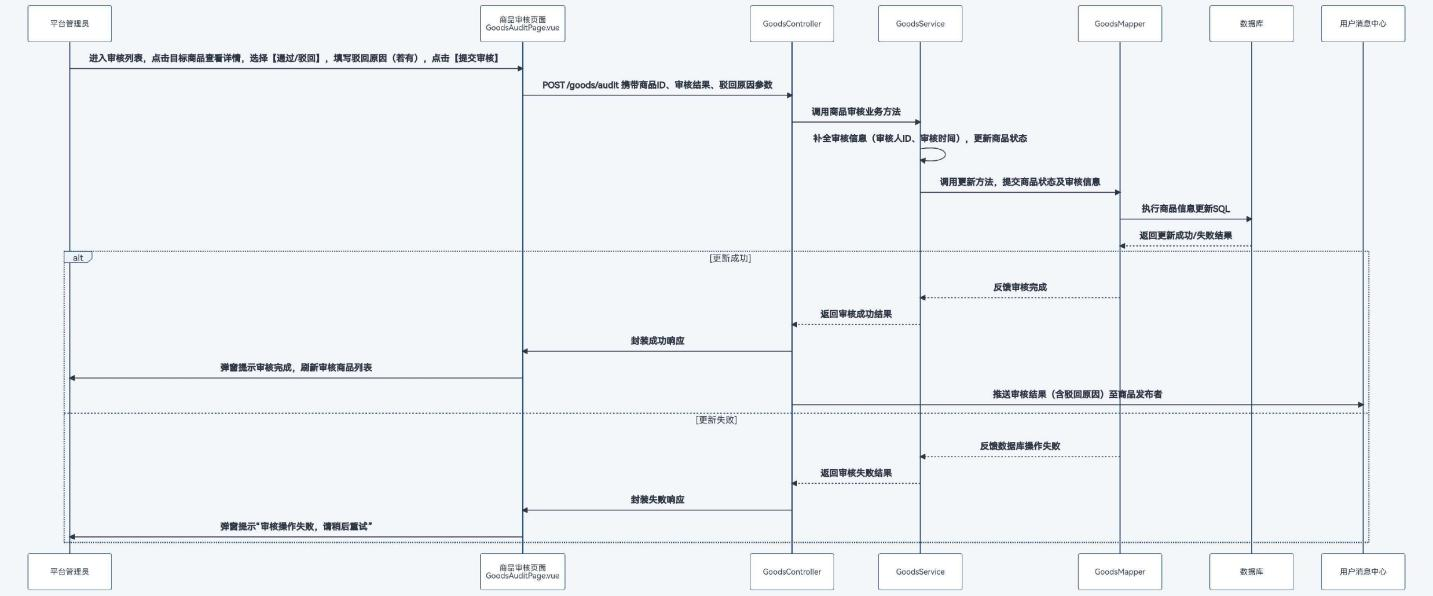 平台管理员
商品审核页面
GoodsAuditPage.vue
GoodsController
GoodsService
GoodsMapper
数据库
用户消息中心
进入审核列表，点击目标商品查看详情，选择【通过/驳回】，填写驳回原因（若有），点击【提交审核】
POST /goods/audit 携带商品ID、审核结果、驳回原因参数
调用商品审核业务方法
补全审核信息（审核人ID、审核时间），更新商品状态
调用更新方法，提交商品状态及审核信息
执行商品信息更新SQL
返回更新成功/失败结果
alt
[更新成功]
反馈审核完成
返回审核成功结果
封装成功响应
弹窗提示审核完成，刷新审核商品列表
推送审核结果（含驳回原因）至商品发布者
[更新失败]
反馈数据库操作失败
返回审核失败结果
封装失败响应
弹窗提示“审核操作失败，请稍后重试”
平台管理员
商品审核页面
GoodsAuditPage.vue
GoodsController
GoodsService
GoodsMapper
数据库
用户消息中心